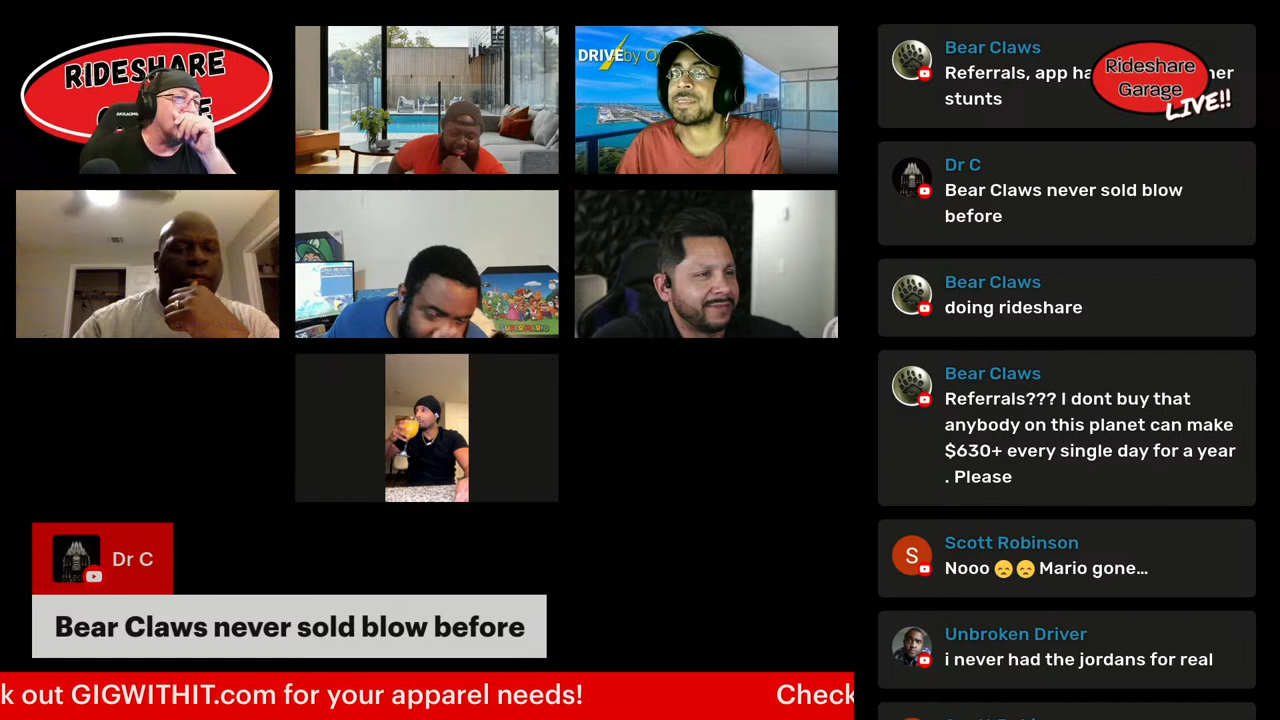 RIDESHARE
DRIVE by O
SUPER MARIO
Bear Claws
Referrals, app ha
ner
stunts
Rideshare
Garage
LIVE!!
Dr C
Bear Claws never sold blow
before
Bear Claws
doing rideshare
Bear Claws
Referrals??? I dont buy that
anybody on this planet can make
$630+ every single day for a year
. Please
S
Scott Robinson
Nooo 😞😞 Mario gone...
Unbroken Driver
i never had the jordans for real
Dr C
Bear Claws never sold blow before
k out GIGWITHIT.com for your apparel needs!
Check